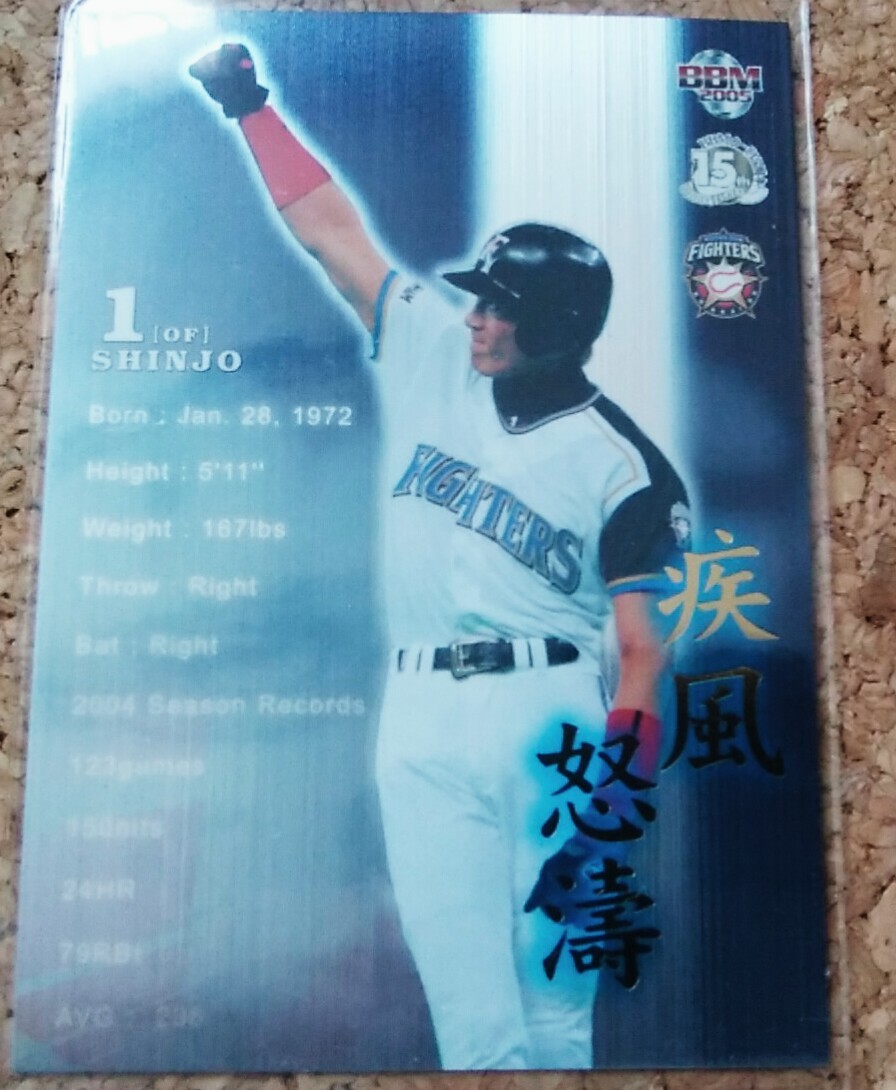 BBM
2005
15th
FIGHTERS
1 [OF]
SHINJO
Born : Jan. 28, 1972
Height : 5'11"
Weight : 167lbs
Throw : Right
Bat : Right
2004 Season Records
123games
24HR
79RBI
FIGHTERS
疾風
怒濤